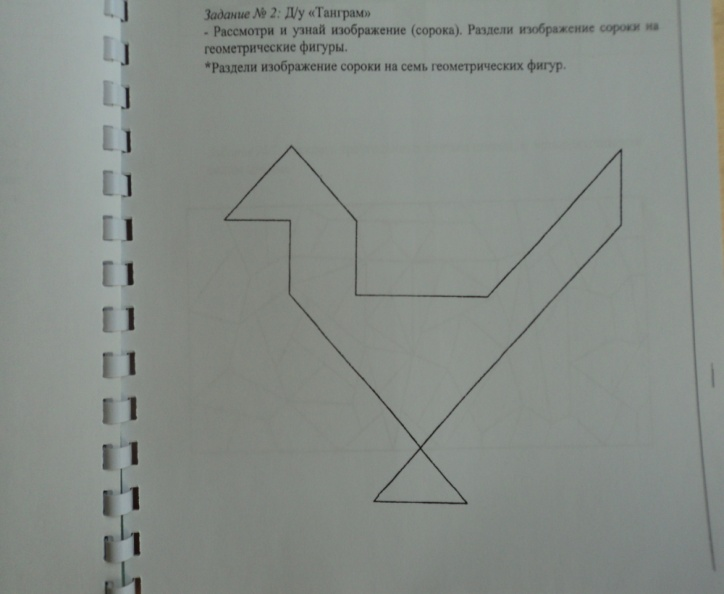 Задание № 2: Д/у «Танграм»
- Рассмотри и узнай изображение (сорока). Раздели изображение сороки на
геометрические фигуры.
*Раздели изображение сороки на семь геометрических фигур.